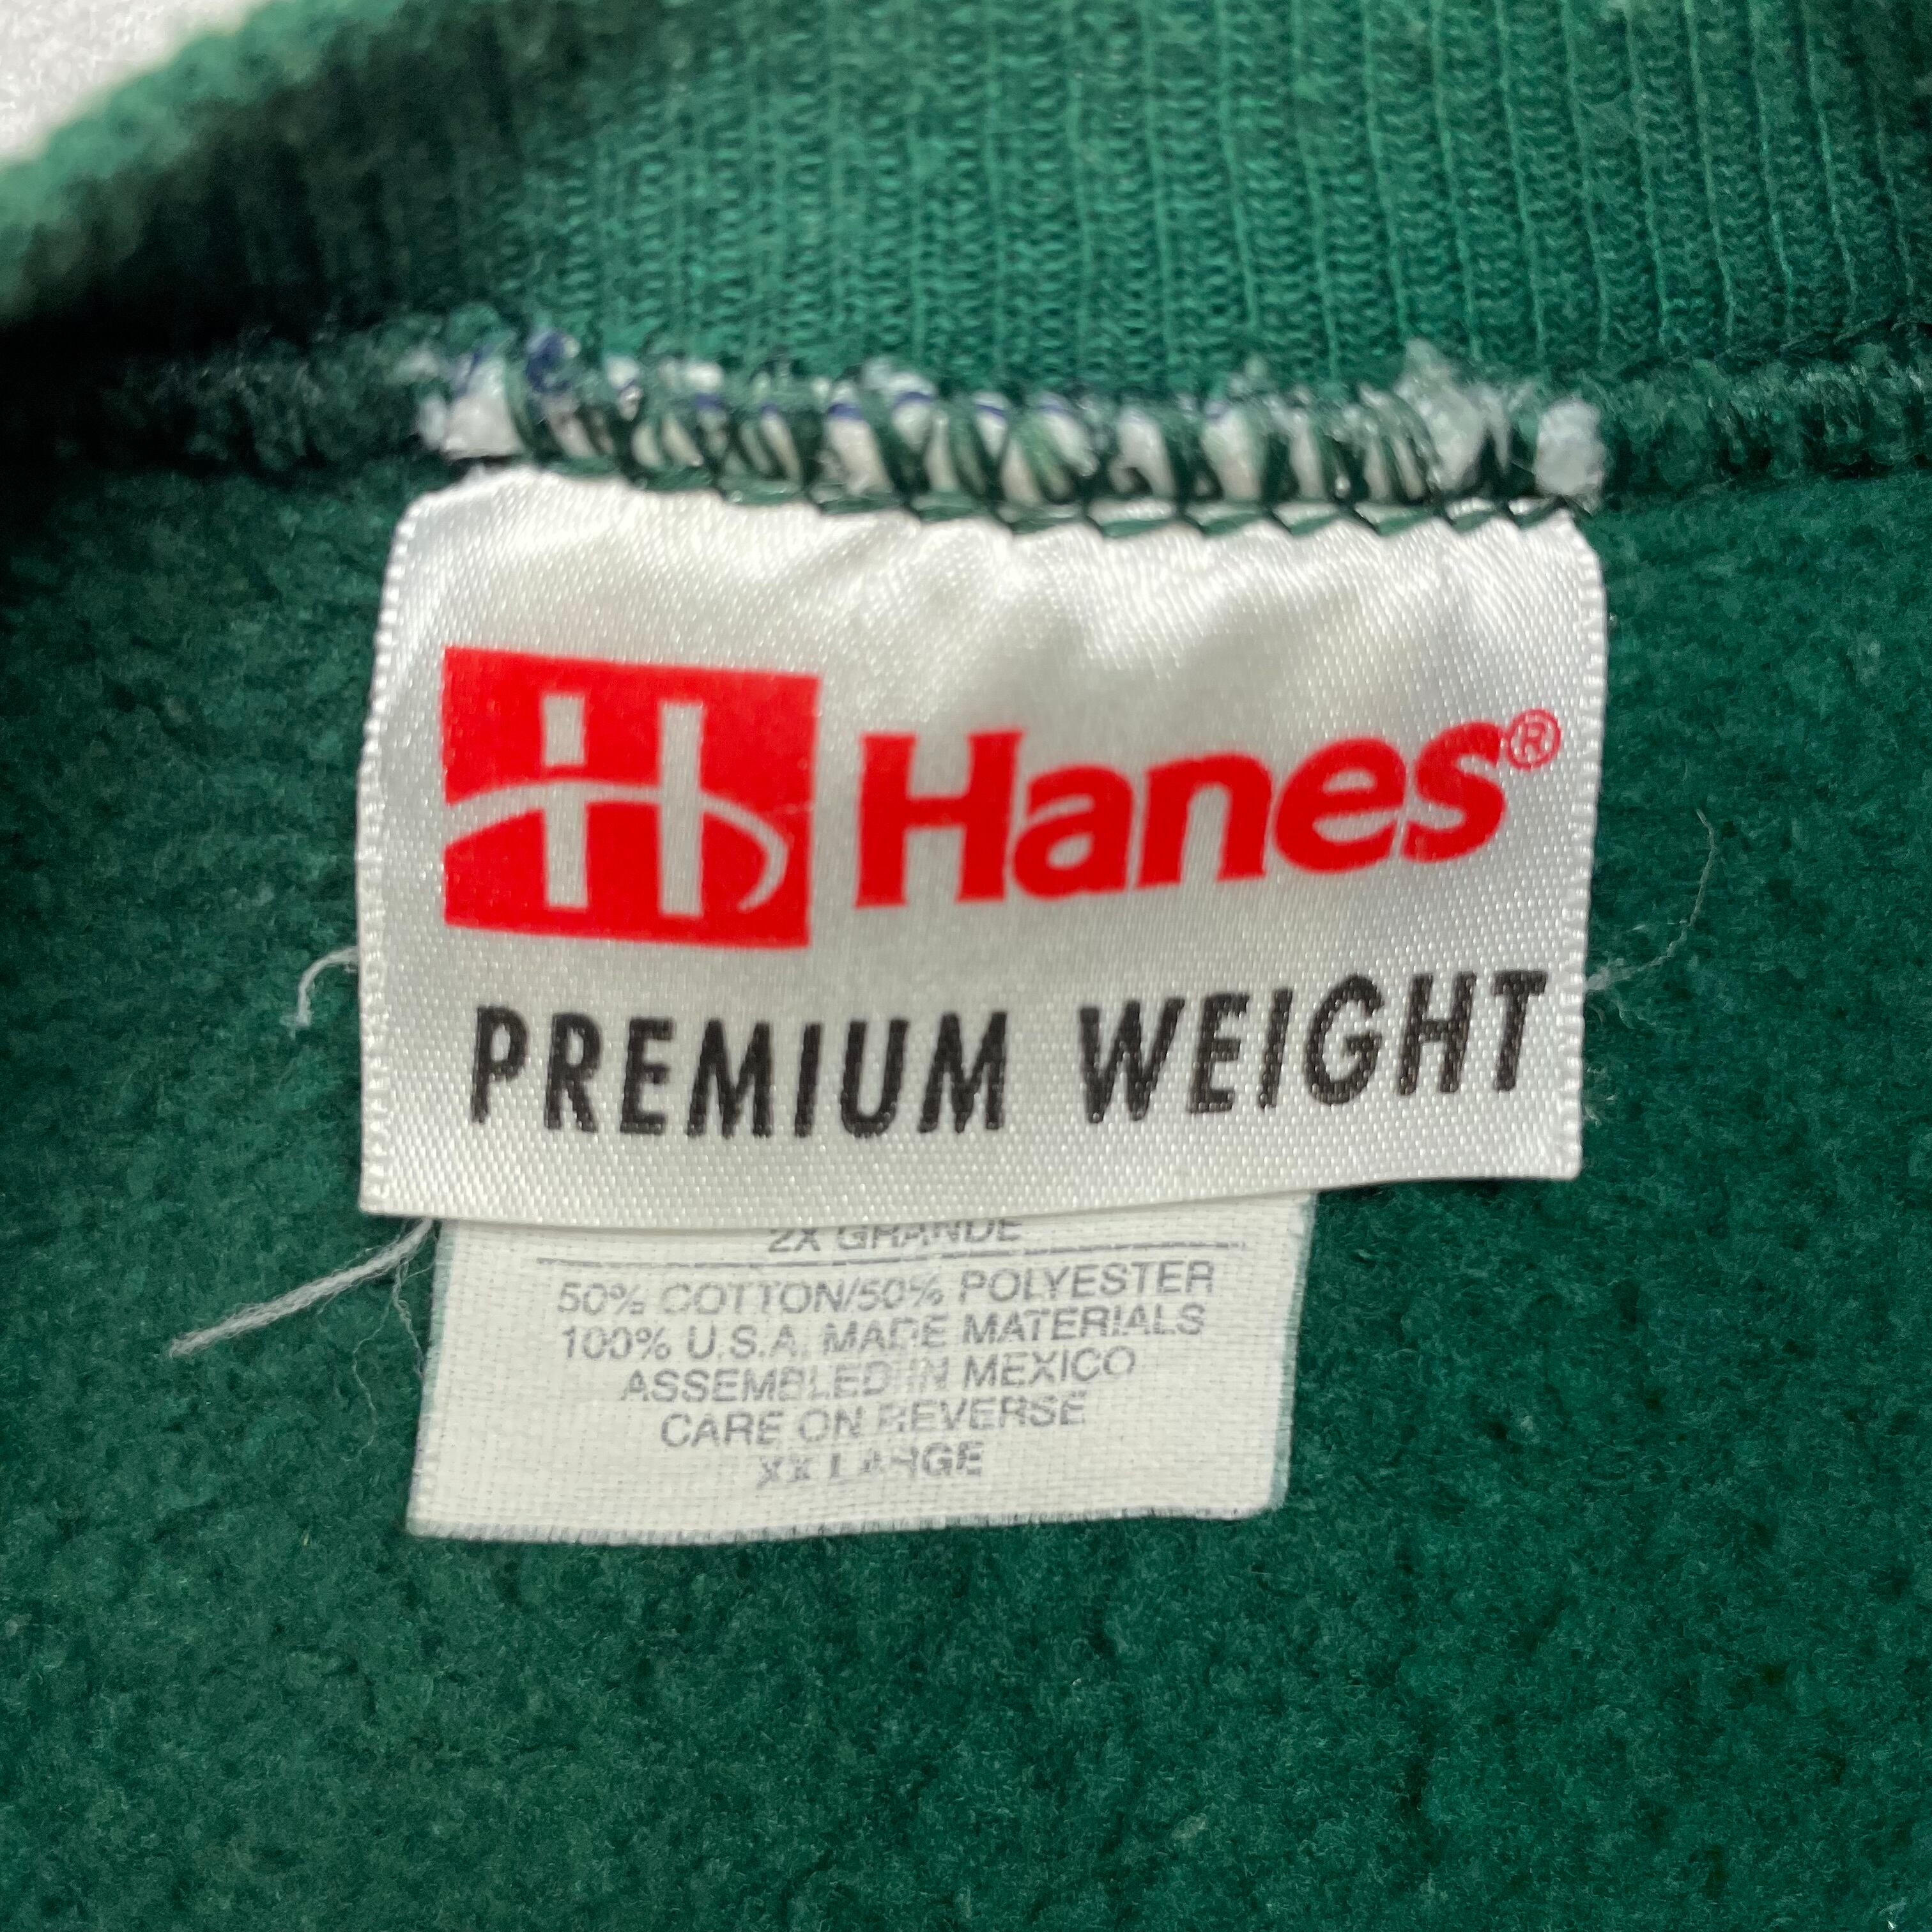 H Hanes®
PREMIUM WEIGHT
2X GRANDE
50% COTTON/50% POLYESTER
100% U.S.A. MADE MATERIALS
ASSEMBLED IN MEXICO
CARE ON REVERSE
XX LARGE